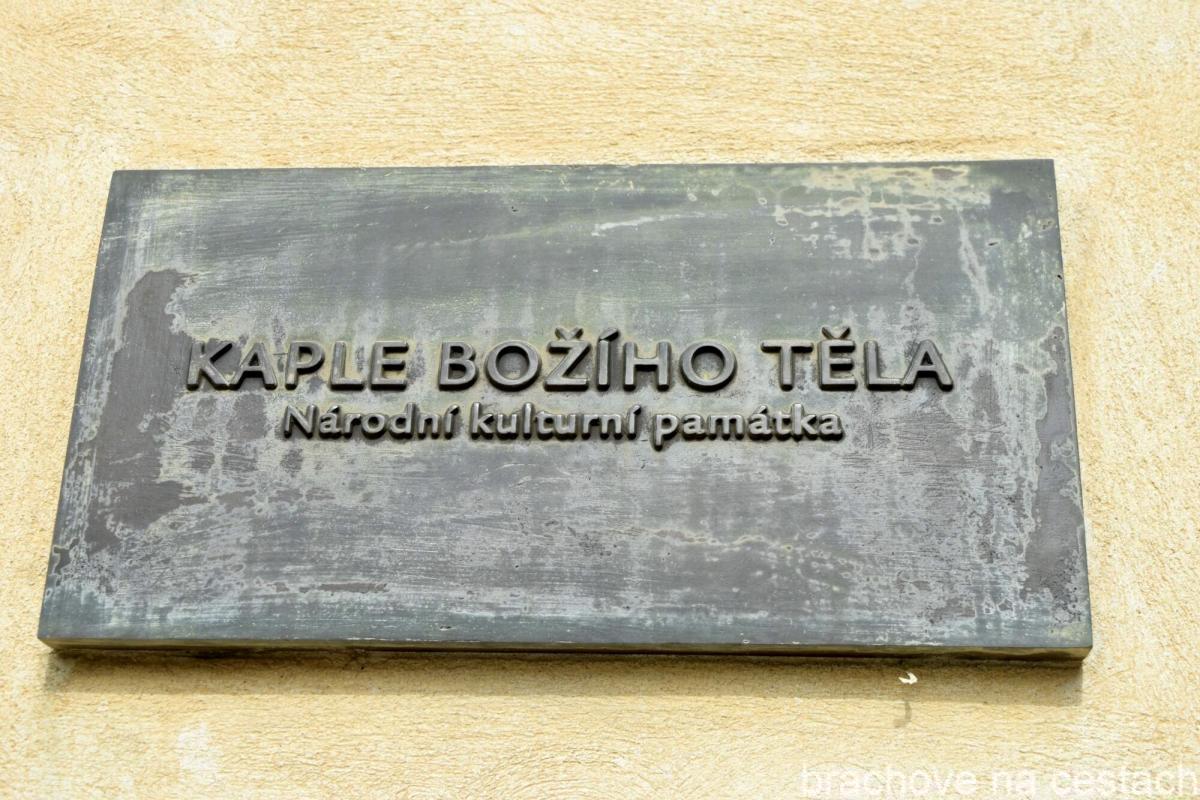 KAPLE BOŽÍHO TĚLA
Národní kulturní památka
brachove na cestach